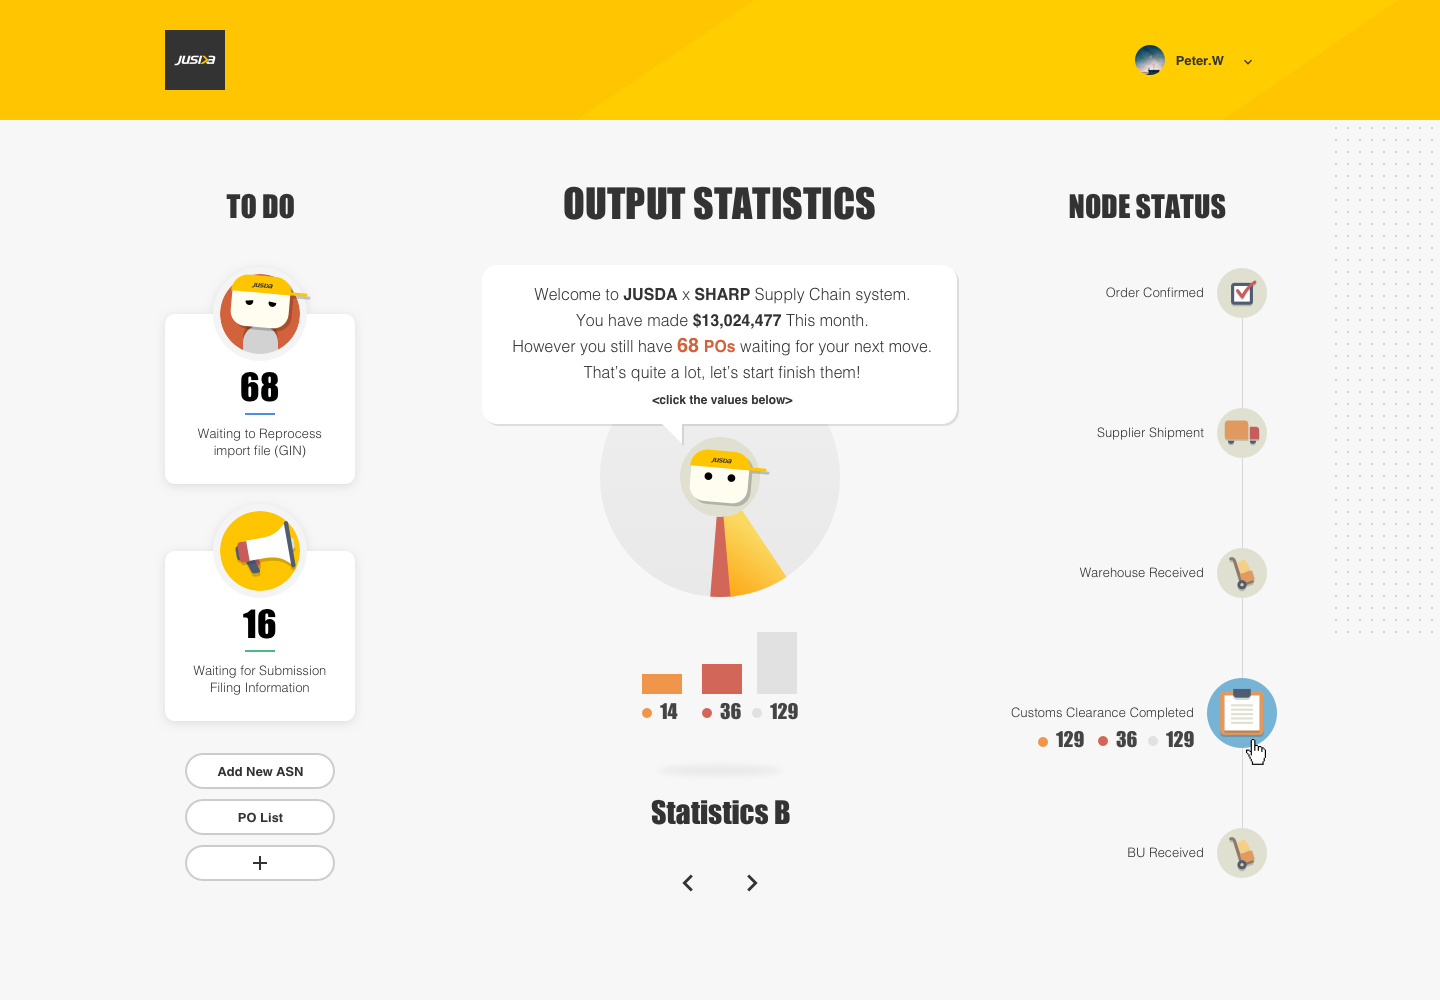 JUSDA
Peter.W
TO DO
JUSDA
68
Waiting to Reprocess
import file (GIN)
16
Waiting for Submission
Filing Information
Add New ASN
PO List
+
OUTPUT STATISTICS
Welcome to JUSDA x SHARP Supply Chain system.
You have made $13,024,477 This month.
However you still have 68 POs waiting for your next move.
That’s quite a lot, let’s start finish them!
<click the values below>
JUSDA
14 36 129
Statistics B
NODE STATUS
Order Confirmed
Supplier Shipment
Warehouse Received
Customs Clearance Completed
129 36 129
BU Received